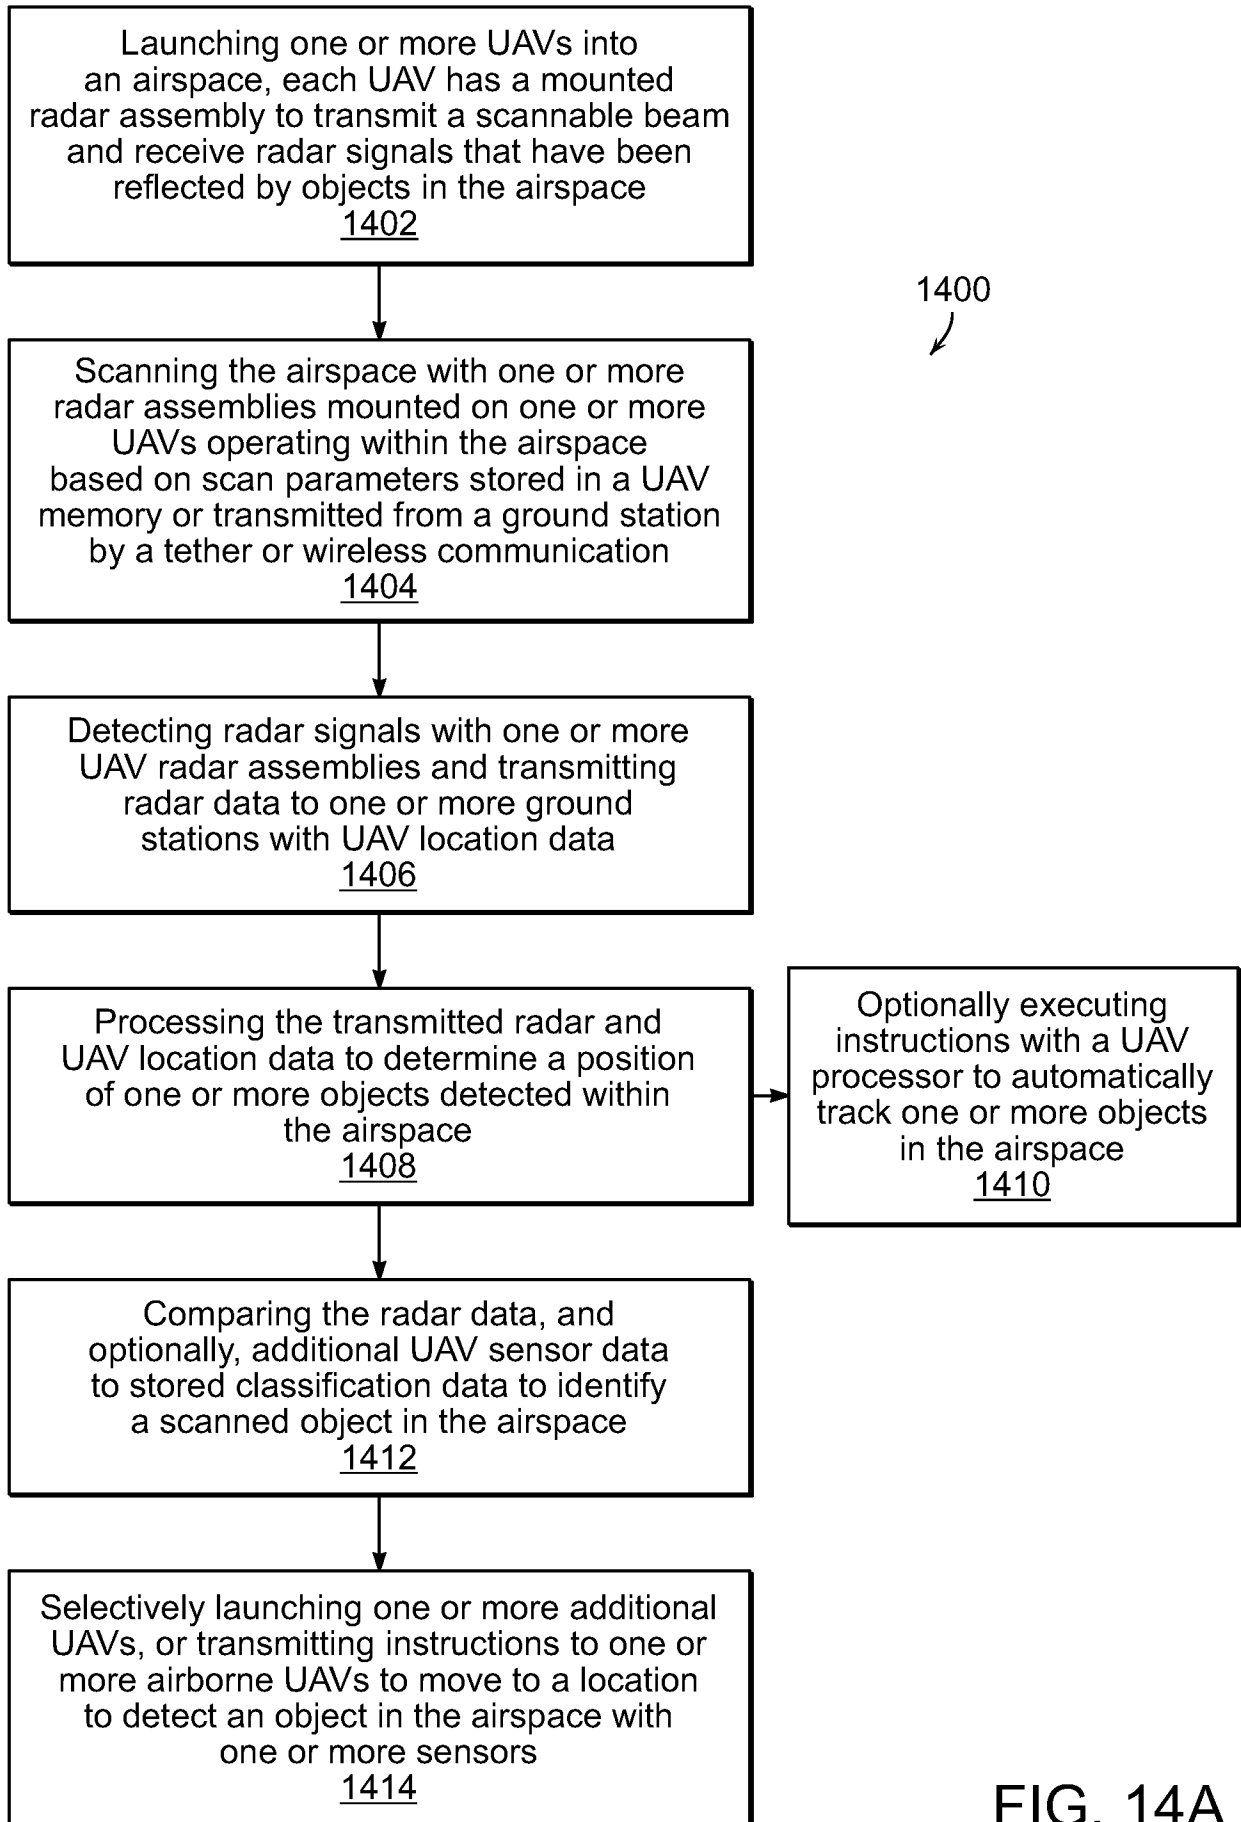 Launching one or more UAVs into
an airspace, each UAV has a mounted
radar assembly to transmit a scannable beam
and receive radar signals that have been
reflected by objects in the airspace
1402
1400
Scanning the airspace with one or more
radar assemblies mounted on one or more
UAVs operating within the airspace
based on scan parameters stored in a UAV
memory or transmitted from a ground station
by a tether or wireless communication
1404
Detecting radar signals with one or more
UAV radar assemblies and transmitting
radar data to one or more ground
stations with UAV location data
1406
Processing the transmitted radar and
UAV location data to determine a position
of one or more objects detected within
the airspace
1408
Optionally executing
instructions with a UAV
processor to automatically
track one or more objects
in the airspace
1410
Comparing the radar data, and
optionally, additional UAV sensor data
to stored classification data to identify
a scanned object in the airspace
1412
Selectively launching one or more additional
UAVs, or transmitting instructions to one or
more airborne UAVs to move to a location
to detect an object in the airspace with
one or more sensors
1414
FIG. 14A